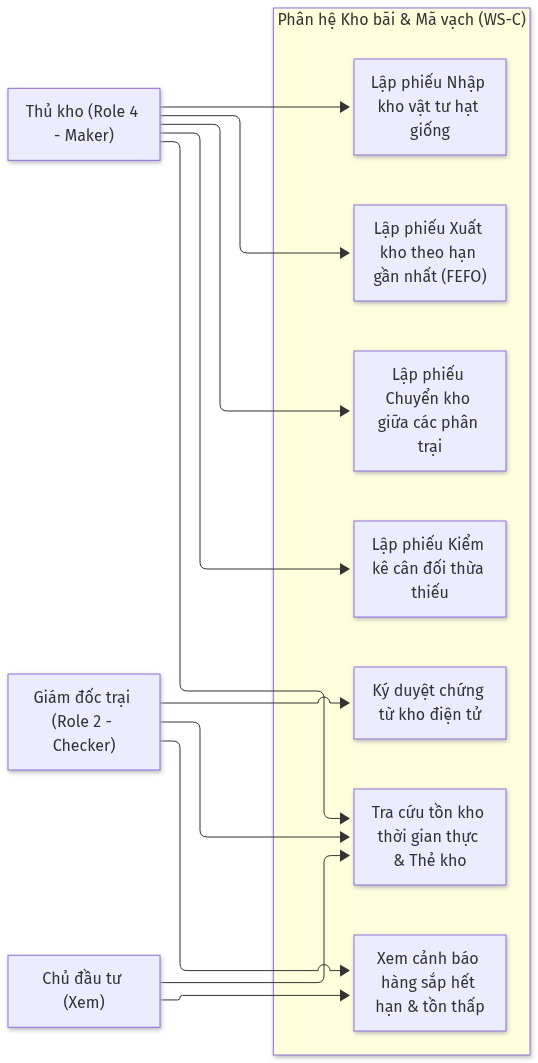 Phân hệ Kho bãi & Mã vạch (WS-C)
Thủ kho (Role 4
- Maker)
Lập phiếu Nhập
kho vật tư hạt
giống
Lập phiếu Xuất
kho theo hạn
gần nhất (FEFO)
Lập phiếu
Chuyển kho
giữa các phân
trại
Lập phiếu Kiểm
kê cân đối thừa
thiếu
Giám đốc trại
(Role 2 -
Checker)
Ký duyệt chứng
từ kho điện tử
Tra cứu tồn kho
thời gian thực
& Thẻ kho
Chủ đầu tư
(Xem)
Xem cảnh báo
hàng sắp hết
hạn & tồn thấp